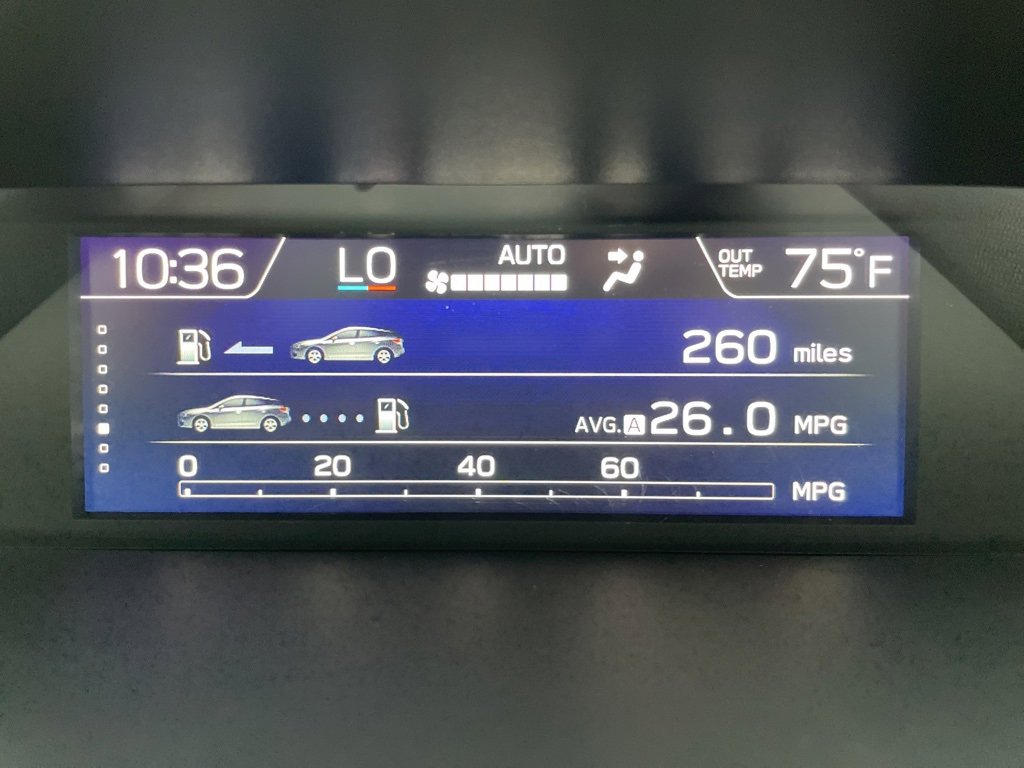 10:36 LO AUTO OUT TEMP 75°F
260 miles
AVG. A 26.0 MPG
0 20 40 60
MPG